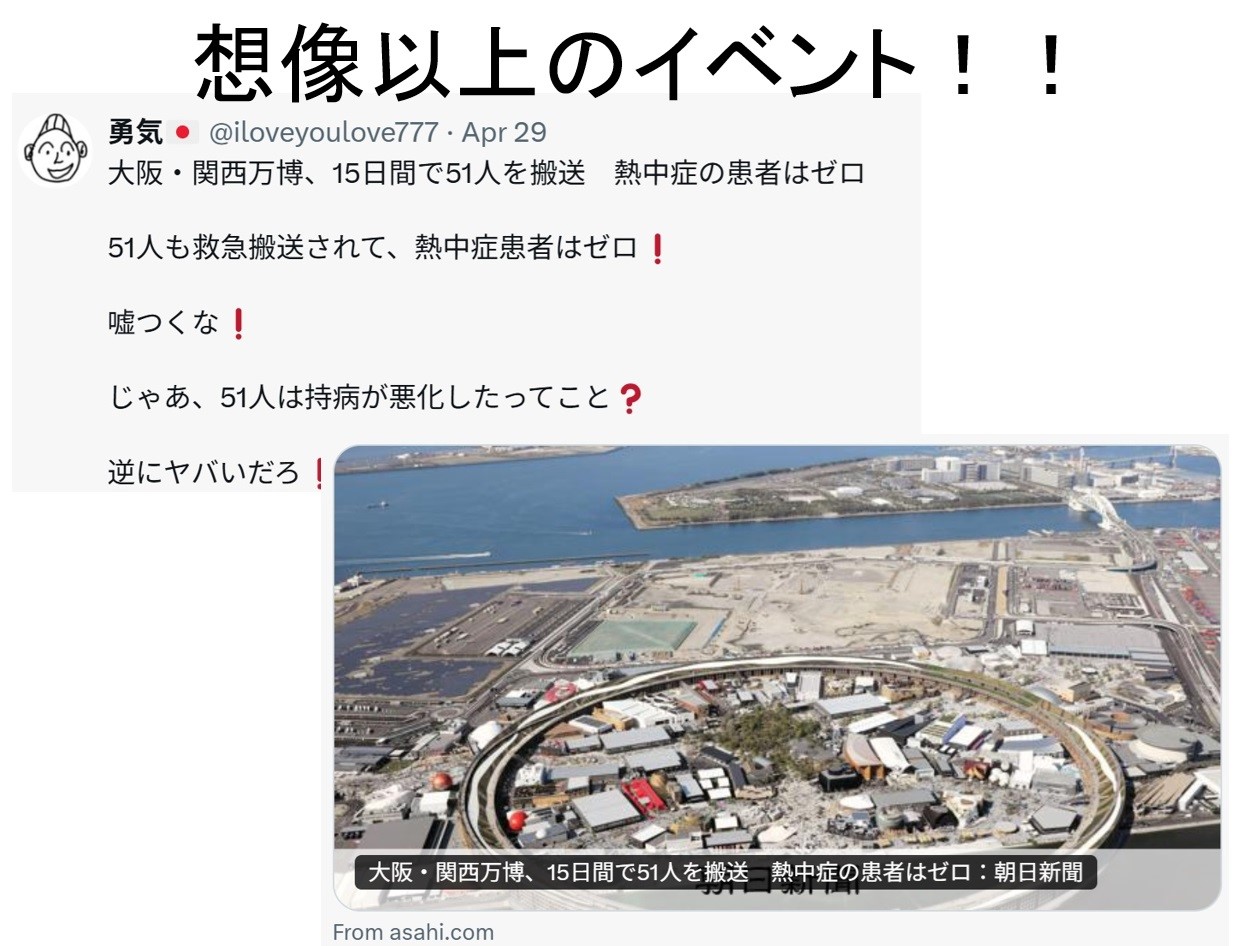 想像以上のイベント！！
勇気🇯🇵 @iloveyoulove777 · Apr 29
大阪・関西万博、15日間で51人を搬送　熱中症の患者はゼロ
51人も救急搬送されて、熱中症患者はゼロ❗
嘘つくな❗
じゃあ、51人は持病が悪化したってこと❓
逆にヤバいだろ❗
大阪・関西万博、15日間で51人を搬送　熱中症の患者はゼロ：朝日新聞
朝日新聞
From asahi.com